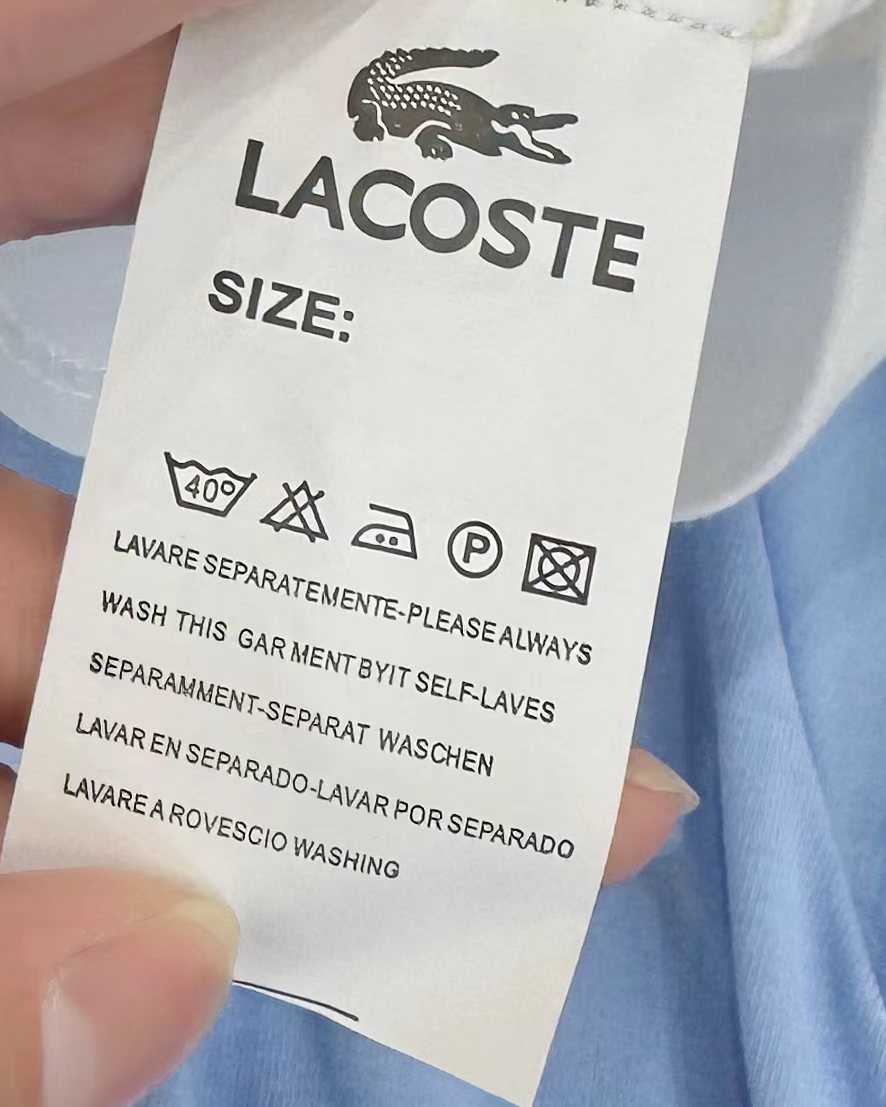 LACOSTE
SIZE:
40°
P
LAVARE SEPARATEMENTE-PLEASE ALWAYS
WASH THIS GAR MENT BYIT SELF-LAVES
SEPARAMMENT-SEPARAT WASCHEN
LAVAR EN SEPARADO-LAVAR POR SEPARADO
LAVARE A ROVESCIO WASHING